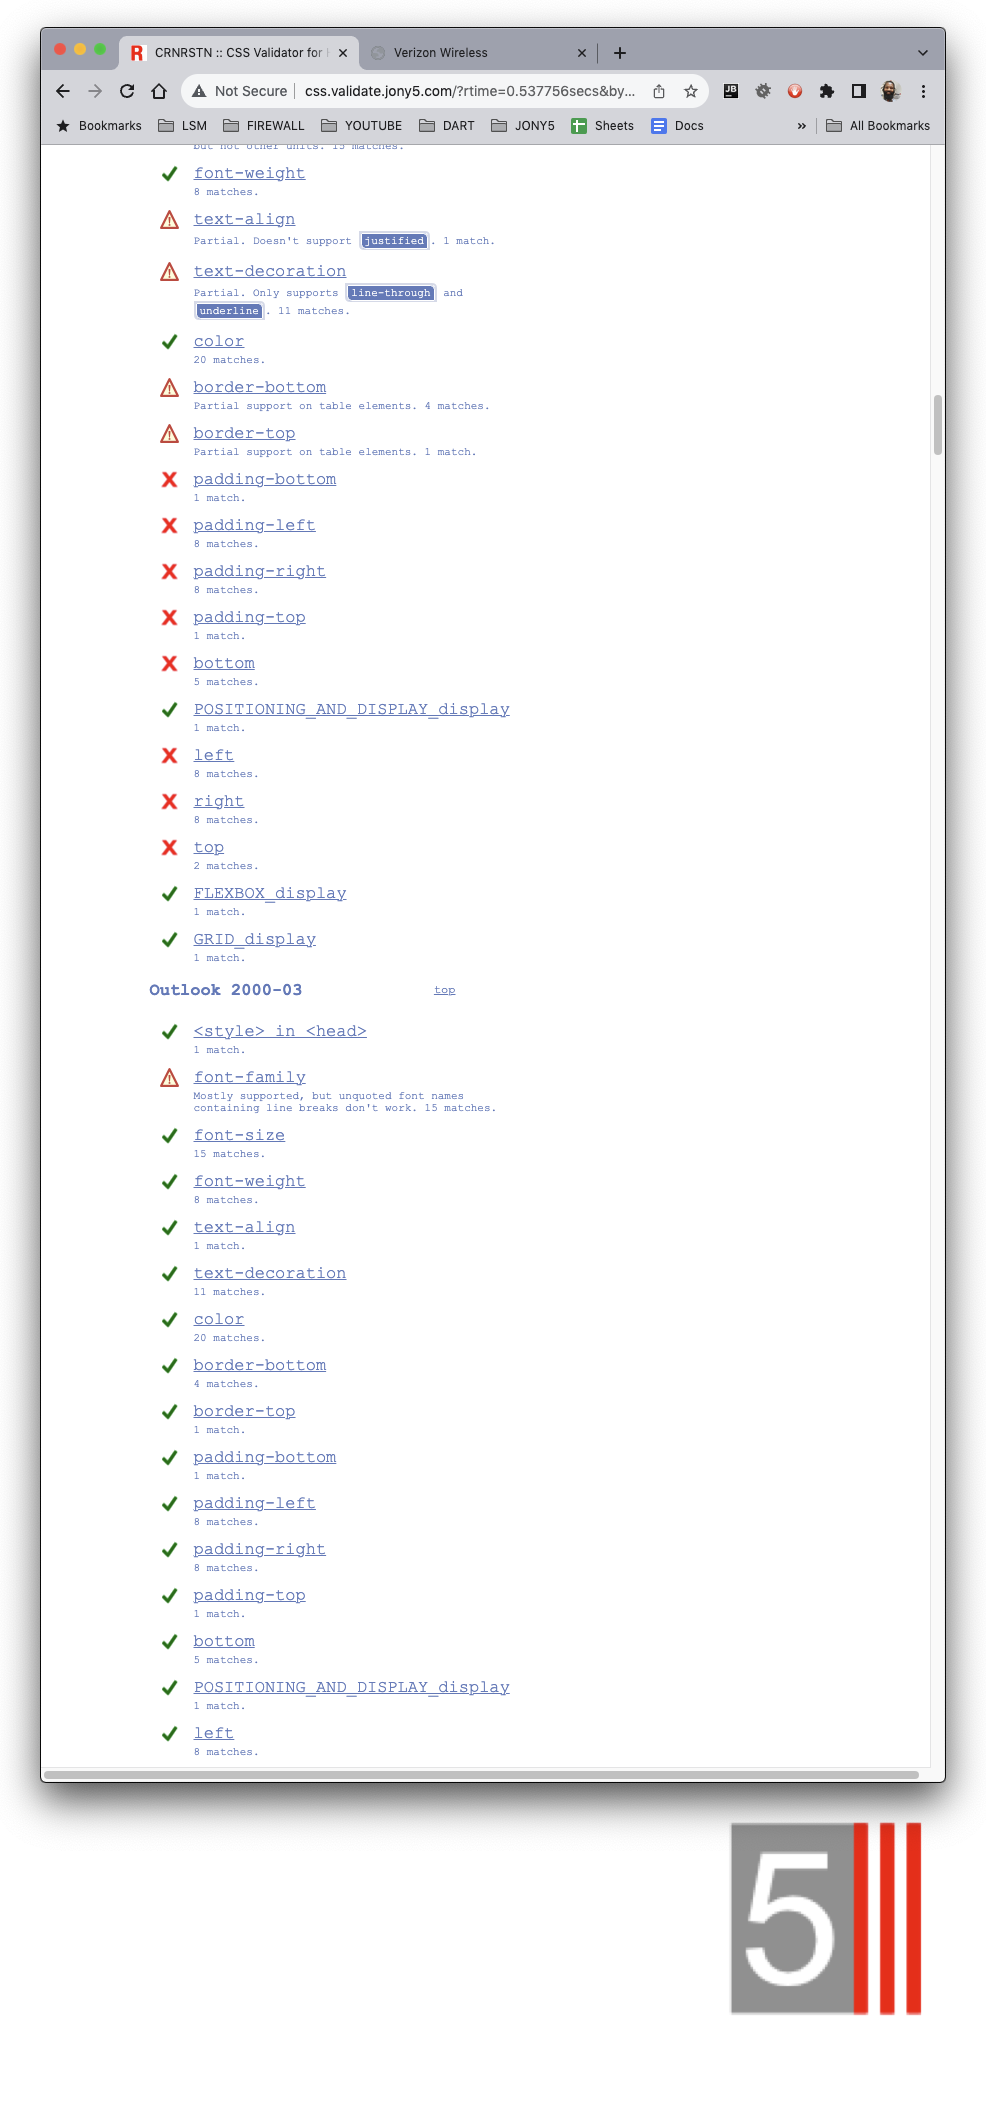 CRNRSTN :: CSS Validator for
Verizon Wireless
Not Secure css.validate.jony5.com/?rtime=0.537756secs&by...
JB
Bookmarks LSM FIREWALL YOUTUBE DART JONY5 Sheets Docs » All Bookmarks
but not other units. 15 matches.
font-weight
8 matches.
text-align
Partial. Doesn't support justified. 1 match.
text-decoration
Partial. Only supports line-through and
underline. 11 matches.
color
20 matches.
border-bottom
Partial support on table elements. 4 matches.
border-top
Partial support on table elements. 1 match.
padding-bottom
1 match.
padding-left
8 matches.
padding-right
8 matches.
padding-top
1 match.
bottom
5 matches.
POSITIONING_AND_DISPLAY_display
1 match.
left
8 matches.
right
8 matches.
top
2 matches.
FLEXBOX_display
1 match.
GRID_display
1 match.
Outlook 2000-03 top
<style> in <head>
1 match.
font-family
Mostly supported, but unquoted font names
containing line breaks don't work. 15 matches.
font-size
15 matches.
font-weight
8 matches.
text-align
1 match.
text-decoration
11 matches.
color
20 matches.
border-bottom
4 matches.
border-top
1 match.
padding-bottom
1 match.
padding-left
8 matches.
padding-right
8 matches.
padding-top
1 match.
bottom
5 matches.
POSITIONING_AND_DISPLAY_display
1 match.
left
8 matches.
5